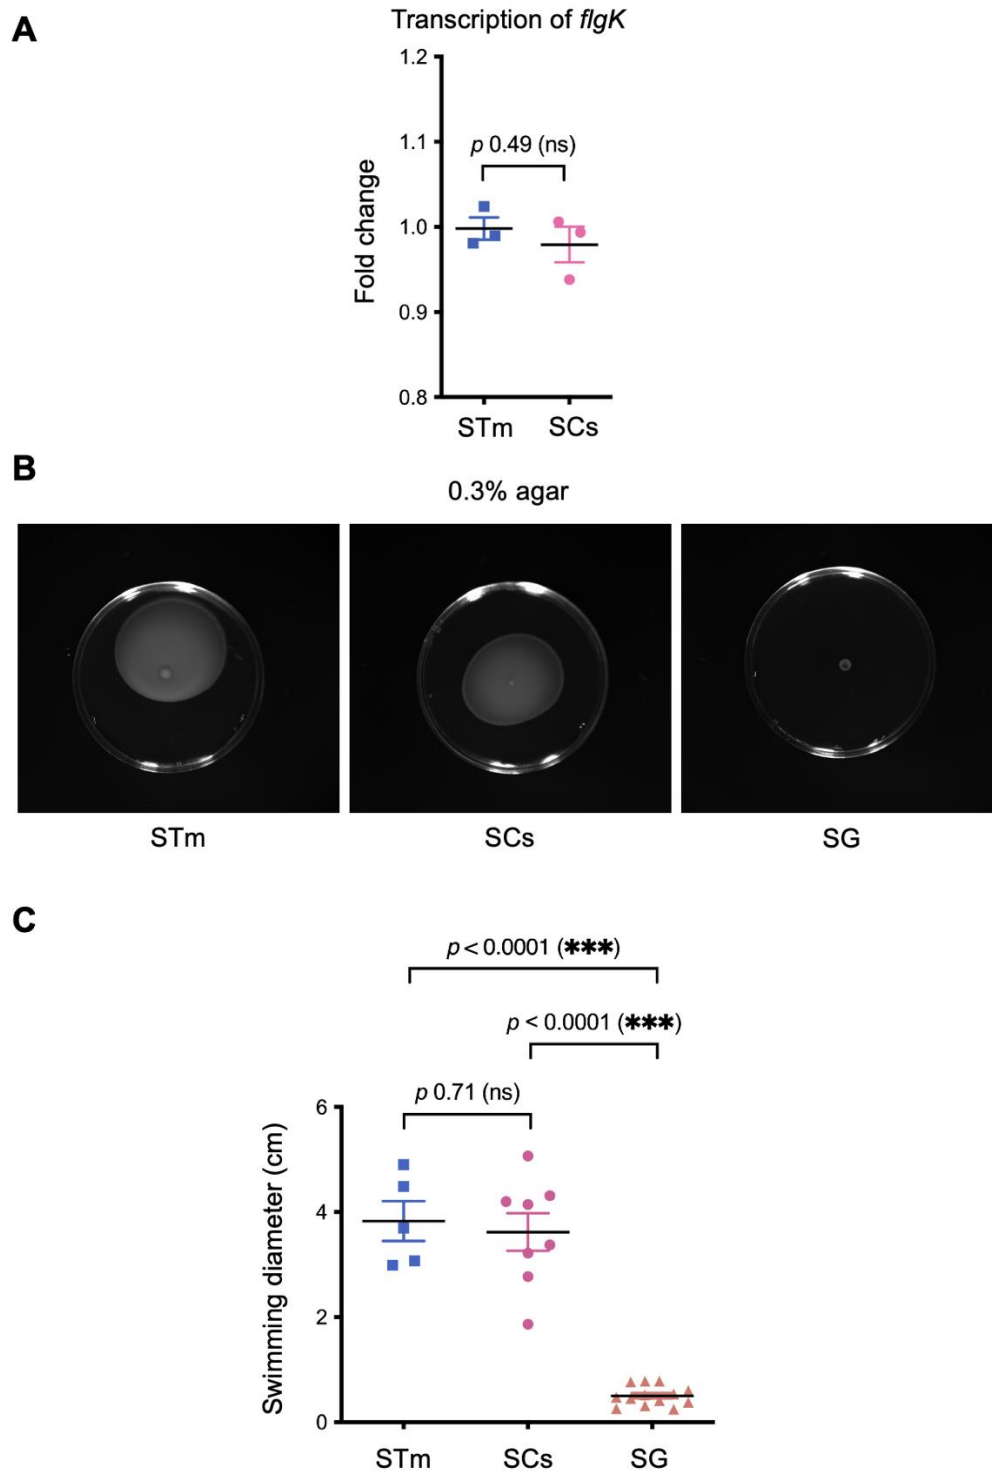 A
Transcription of flgK
1.2
p 0.49 (ns)
1.1
1.0
0.9
0.8
Fold change
STm SCs
B
0.3% agar
STm SCs SG
C
p < 0.0001 (***)
p < 0.0001 (***)
p 0.71 (ns)
6
4
2
0
Swimming diameter (cm)
STm SCs SG